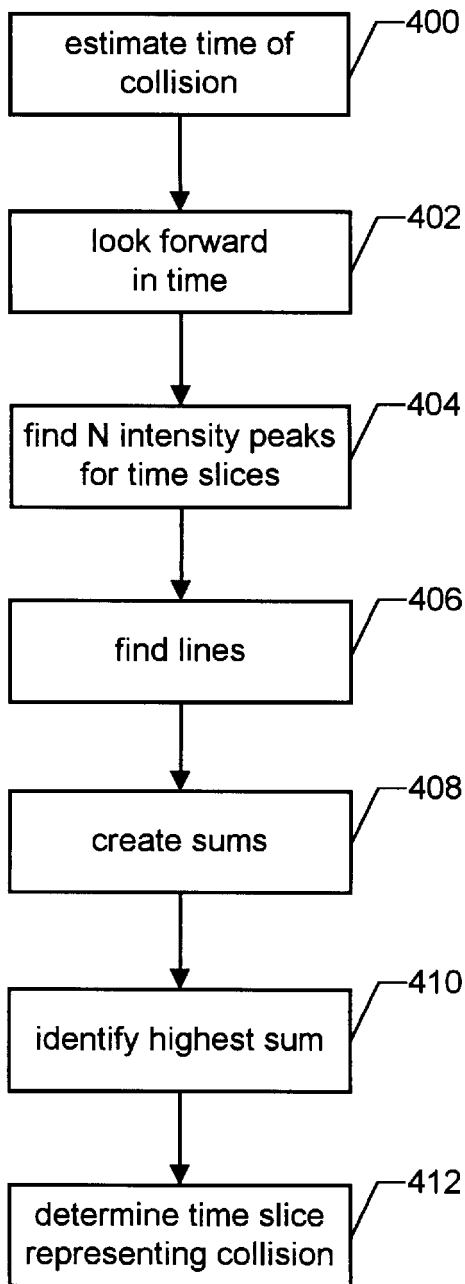 400
estimate time of
collision
402
look forward
in time
404
find N intensity peaks
for time slices
406
find lines
408
create sums
410
identify highest sum
412
determine time slice
representing collision